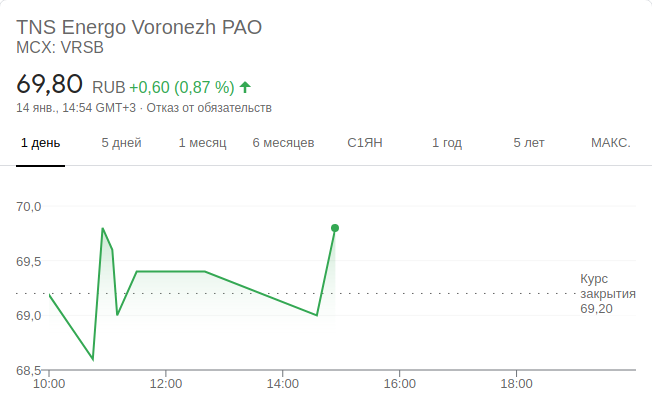 TNS Energo Voronezh PAO
MCX: VRSB
69,80 RUB +0,60 (0,87 %)
14 янв., 14:54 GMT+3 · Отказ от обязательств
1 день 5 дней 1 месяц 6 месяцев С1ЯН 1 год 5 лет МАКС.
70,0
69,5
Курс
закрытия
69,20
69,0
68,5
10:00 12:00 14:00 16:00 18:00